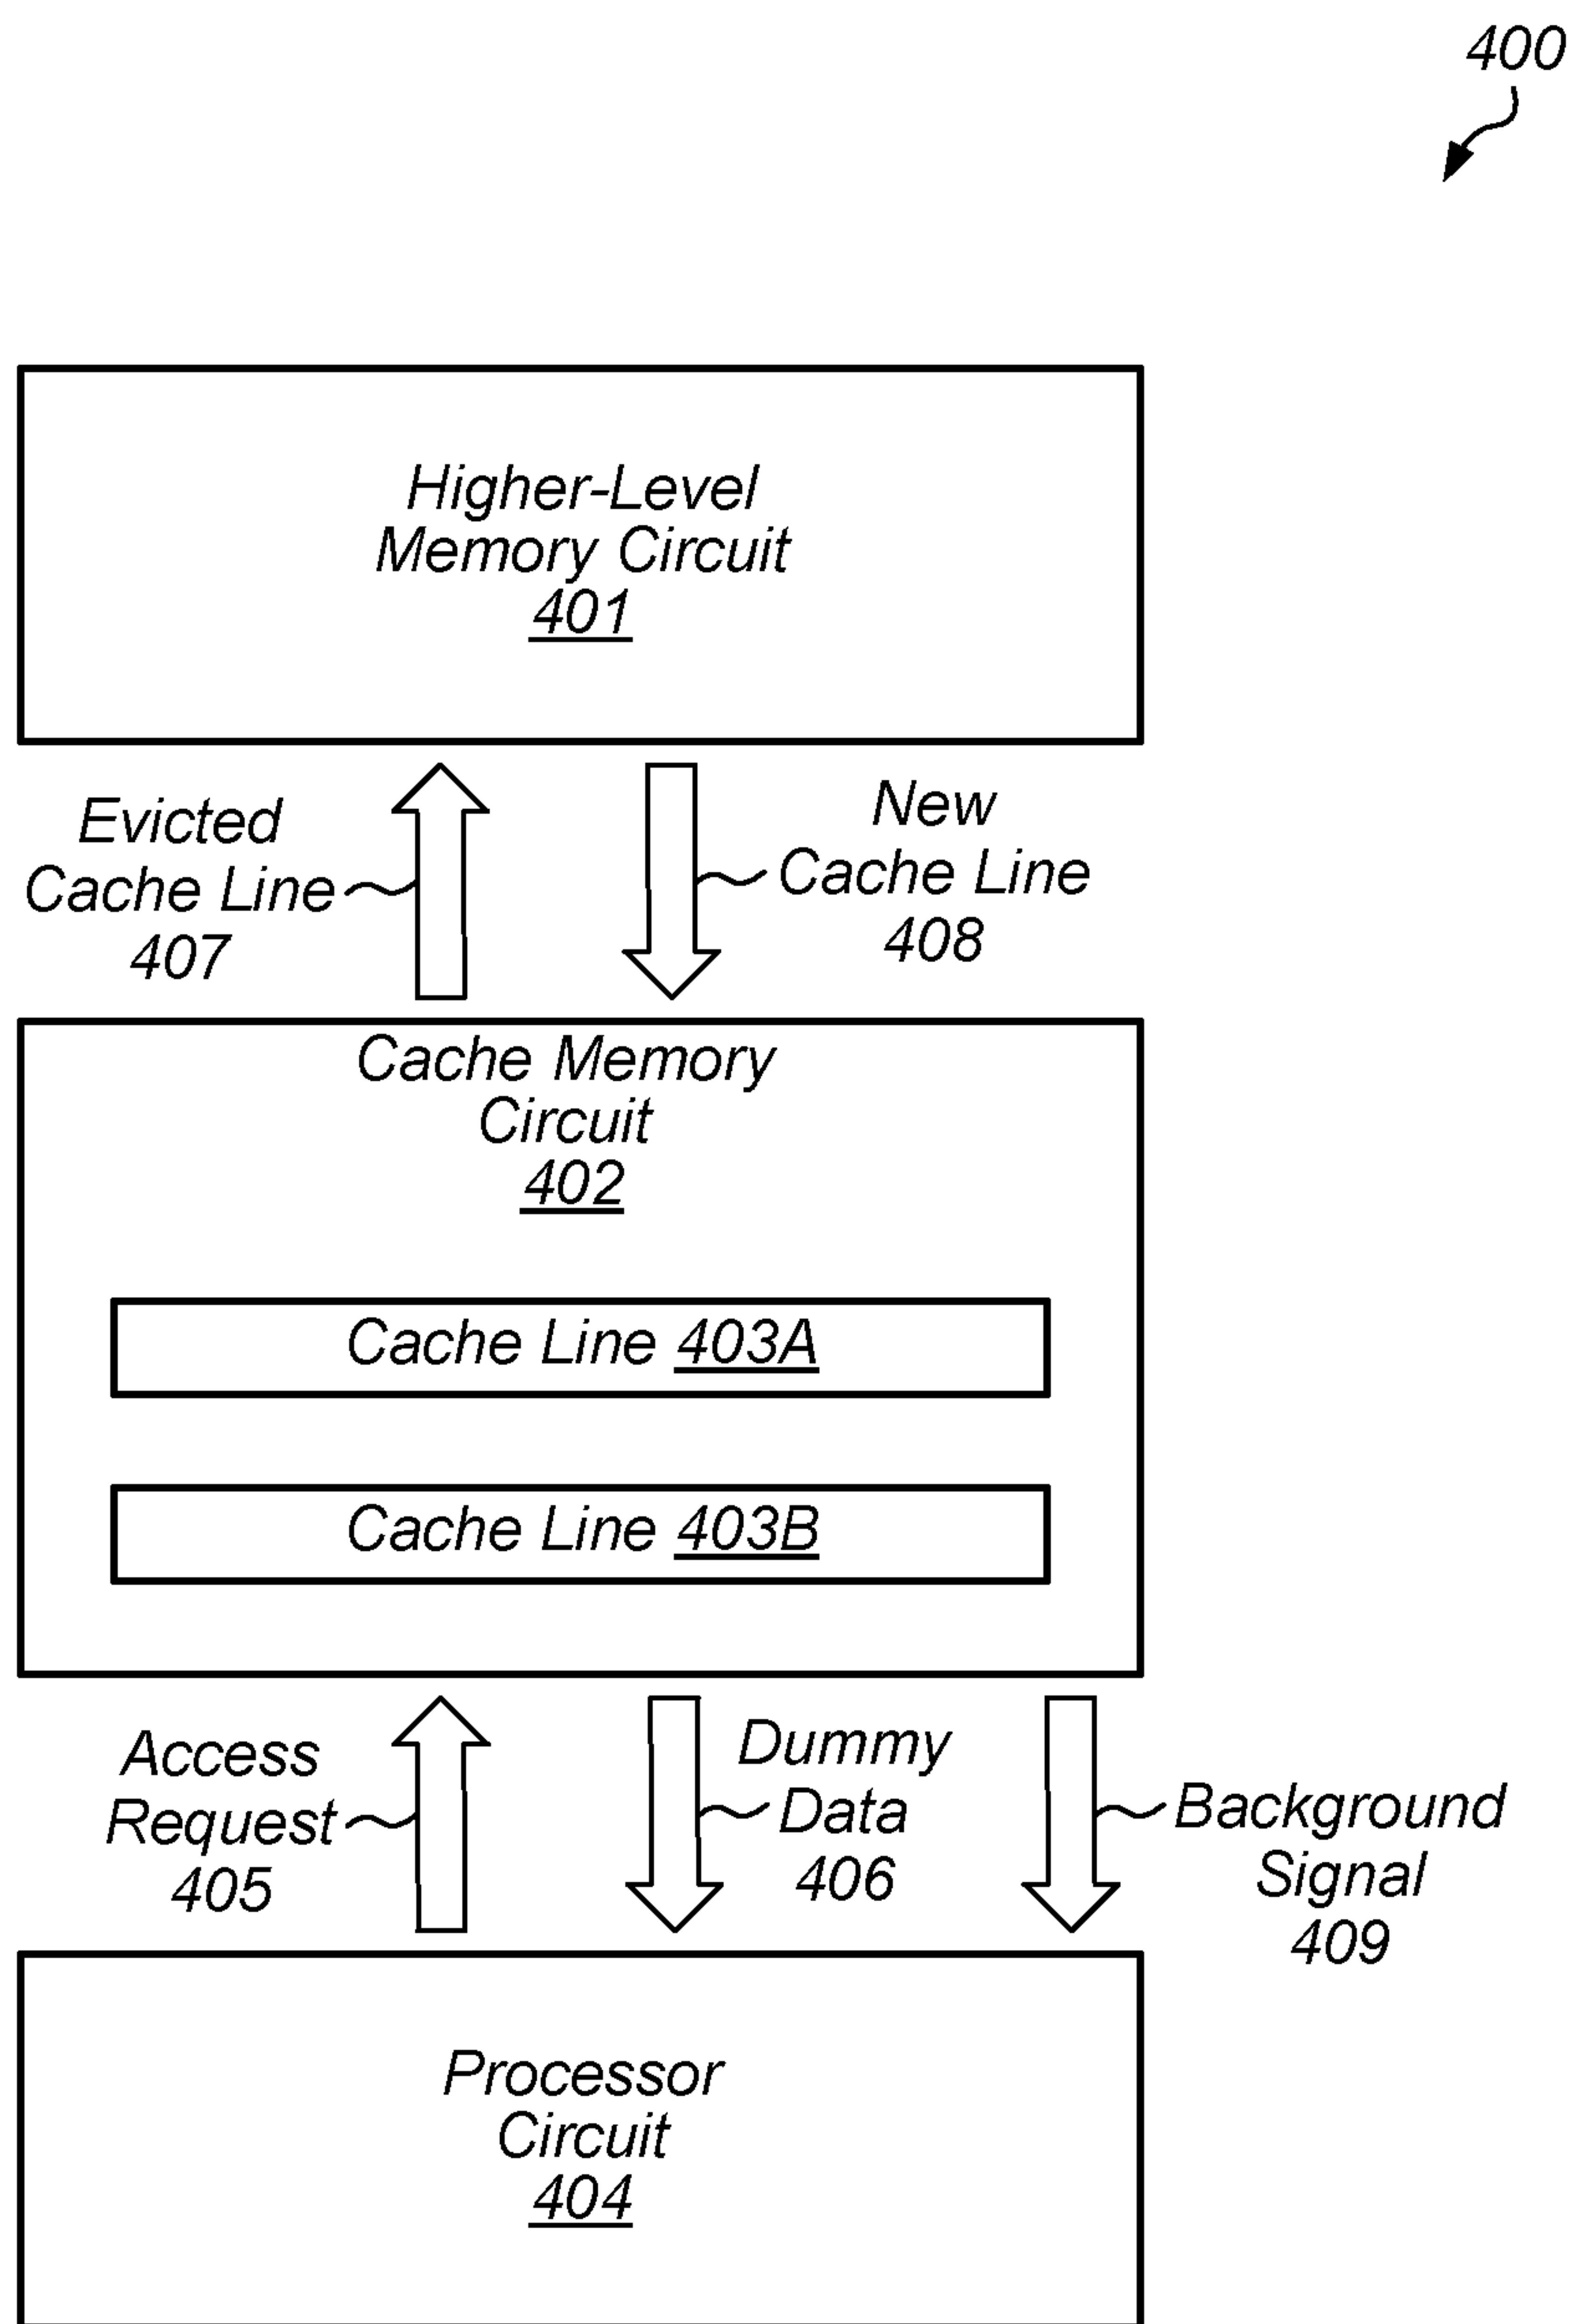 400
Higher-Level
Memory Circuit
401
Evicted
Cache Line
407
New
Cache Line
408
Cache Memory
Circuit
402
Cache Line 403A
Cache Line 403B
Access
Request
405
Dummy
Data
406
Background
Signal
409
Processor
Circuit
404